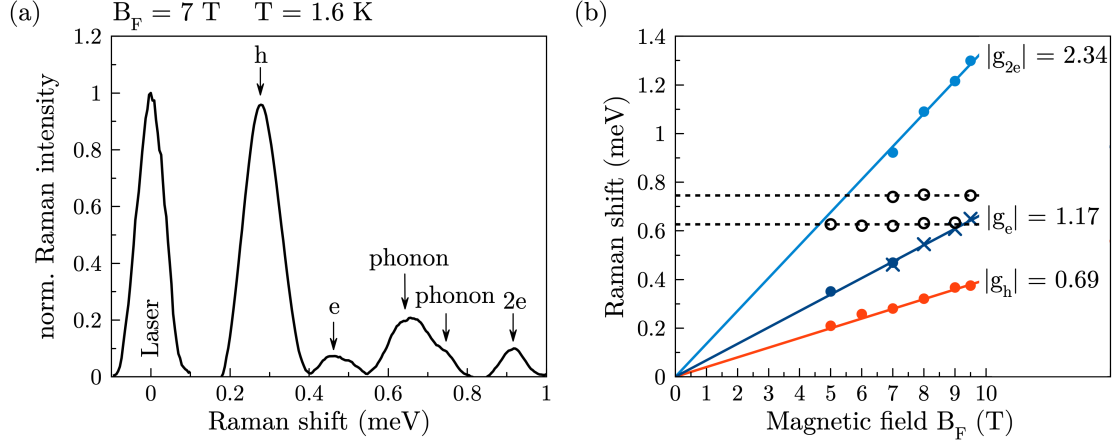 (a)
B_F = 7 T    T = 1.6 K
norm. Raman intensity
1.2
1
0.8
0.6
0.4
0.2
0
Laser
h
e
phonon
phonon
2e
0 0.2 0.4 0.6 0.8 1
Raman shift (meV)
(b)
Raman shift (meV)
1.4
1.2
1
0.8
0.6
0.4
0.2
0
|g_2e| = 2.34
|g_e| = 1.17
|g_h| = 0.69
0 1 2 3 4 5 6 7 8 9 10
Magnetic field B_F (T)